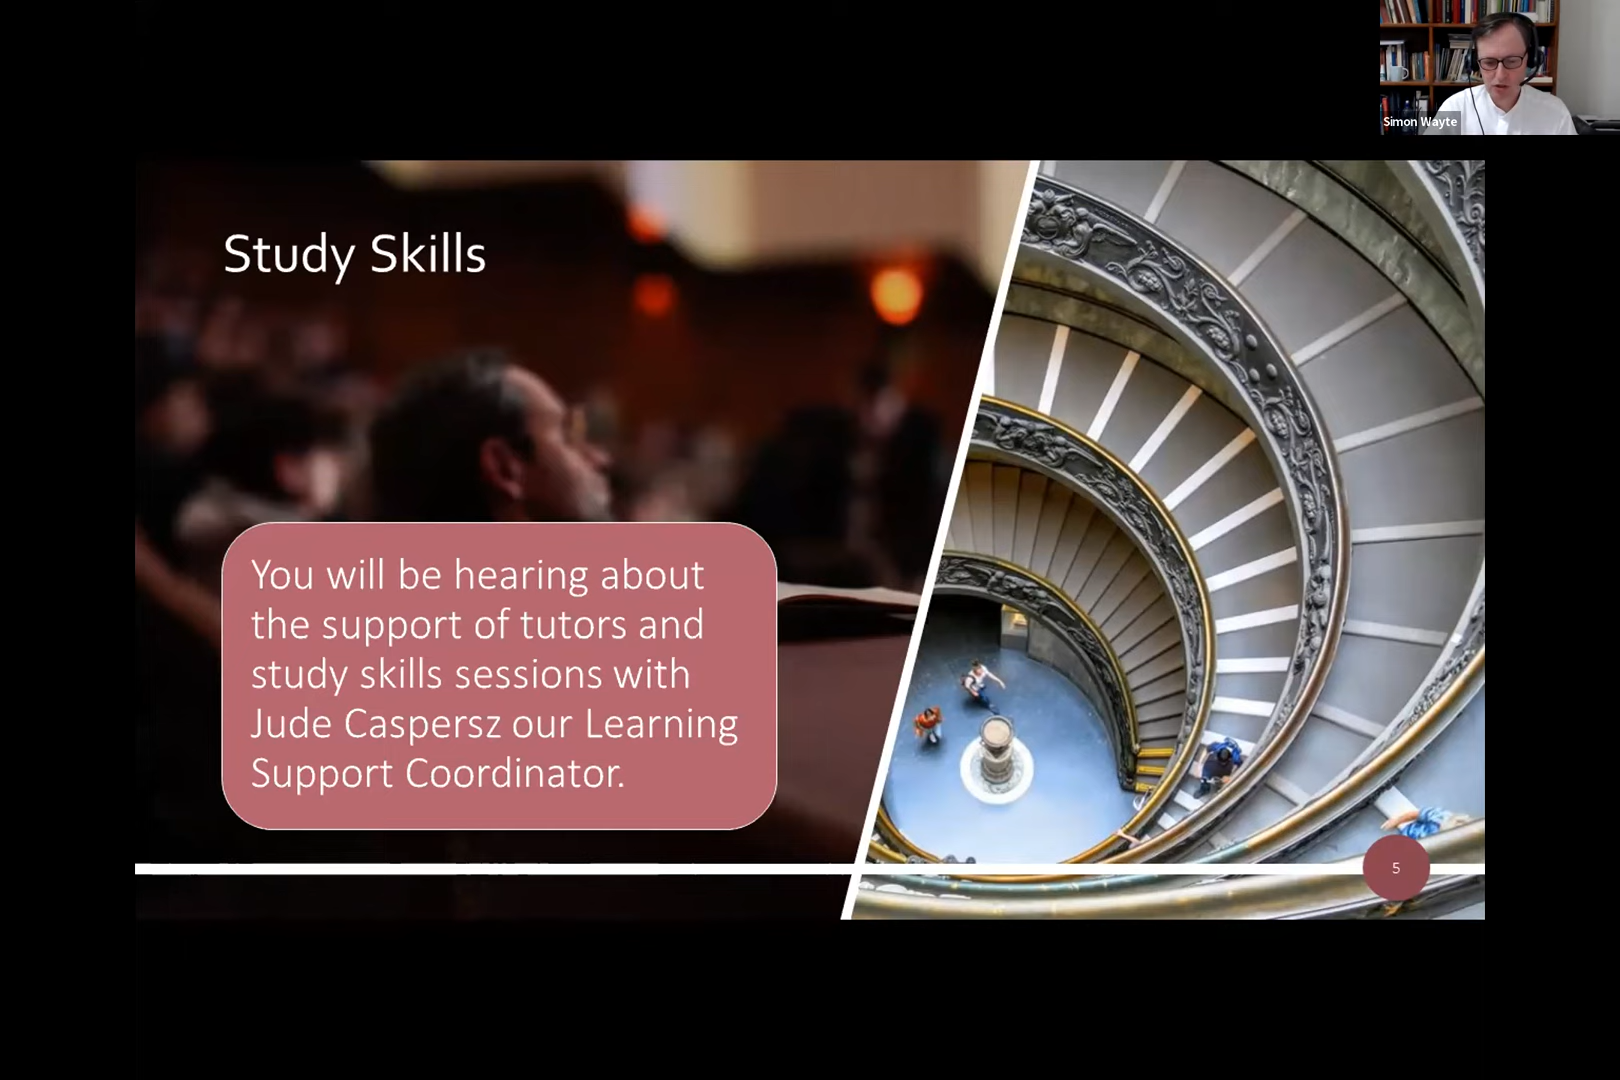 Simon Wayte
Study Skills
You will be hearing about
the support of tutors and
study skills sessions with
Jude Caspersz our Learning
Support Coordinator.
5